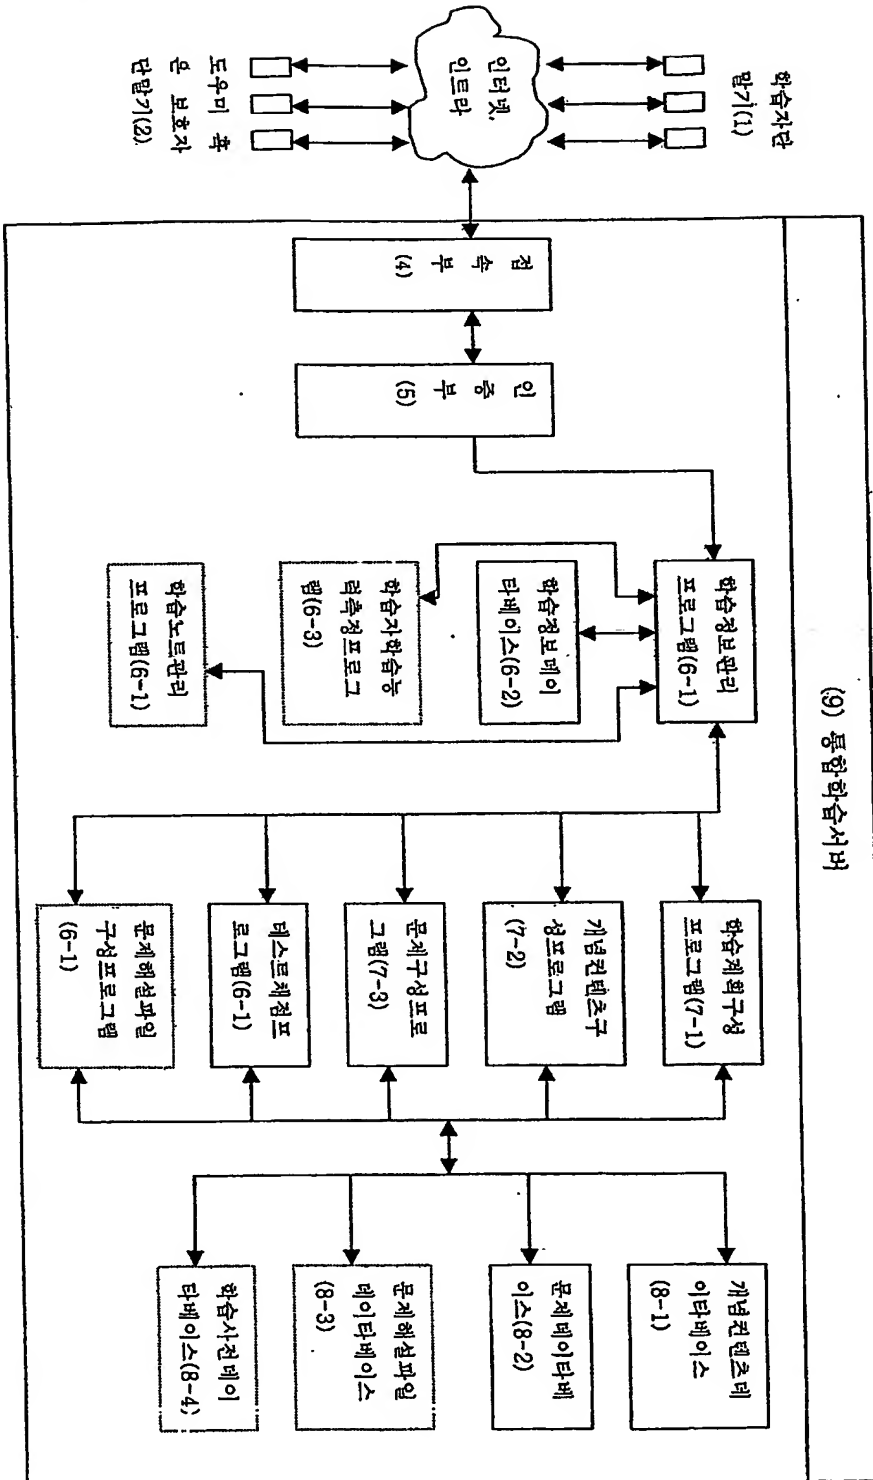 (9) 통합학습서버
학습자단
말기(1)
인터넷,
인트라
도우미 혹
은 보호자
단말기(2)
접
속
부
(4)
인
증
부
(5)
학습정보관리
프로그램(6-1)
학습정보데이
타베이스(6-2)
학습자학습능
력측정프로그
램(6-3)
학습노트관리
프로그램(6-1)
학습계획구성
프로그램(7-1)
개념컨텐츠구
성프로그램
(7-2)
문제구성프로
그램(7-3)
테스트채점프
로그램(6-1)
문제해설파일
구성프로그램
(6-1)
개념컨텐츠데
이타베이스
(8-1)
문제데이타베
이스(8-2)
문제해설파일
데이타베이스
(8-3)
학습사전데이
타베이스(8-4)